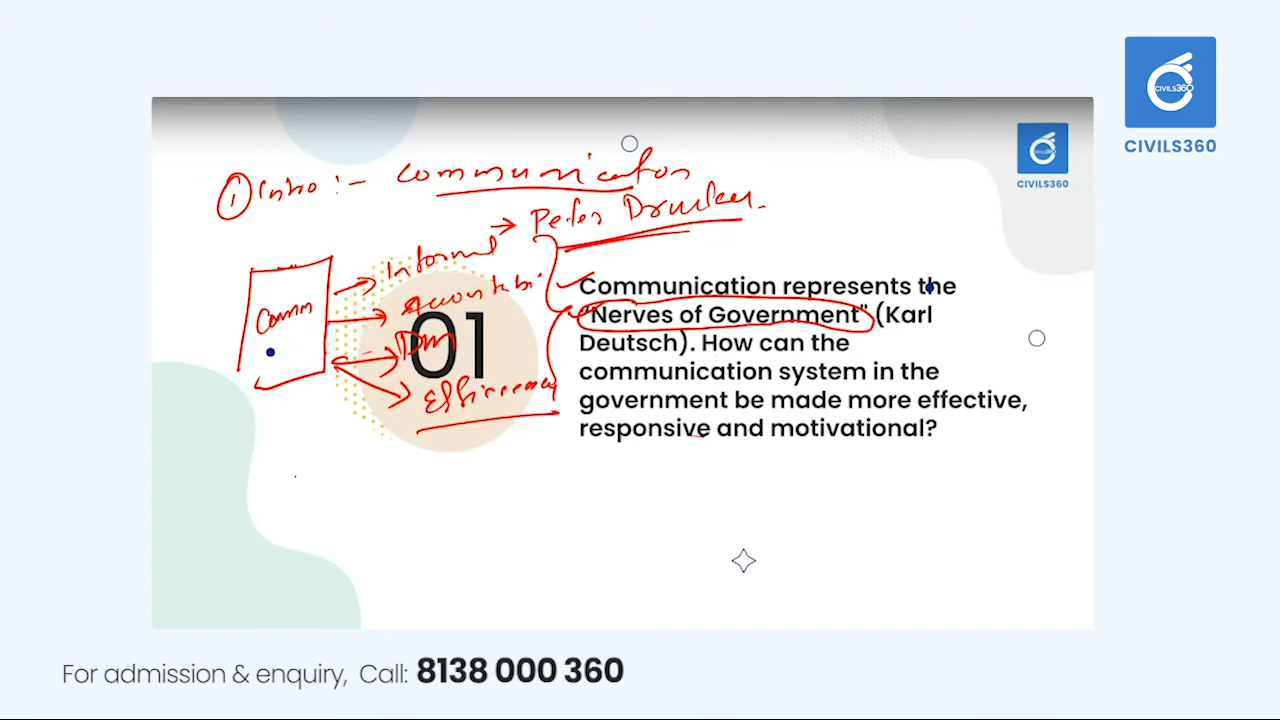 CIVILS360
CIVILS360
CIVILS360
① Intro :- Communication
→ Peter Drucker.
Comm
Informal
DM
Efficiency
01
Communication represents the
"Nerves of Government" (Karl
Deutsch). How can the
communication system in the
government be made more effective,
responsive and motivational?
For admission & enquiry, Call: 8138 000 360